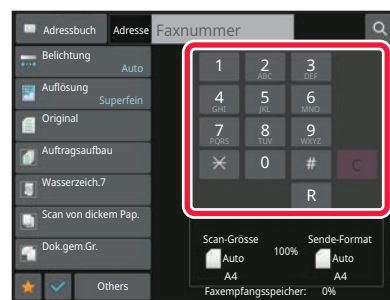 Adressbuch Adresse Faxnummer
Belichtung
Auto
Auflösung
Superfein
Original
Auftragsaufbau
Wasserzeich.7
Scan von dickem Pap.
Dok.gem.Gr.
Others
1 2 3
ABC DEF
4 5 6
GHI JKL MNO
7 8 9
PQRS TUV WXYZ
0 # C
R
Scan-Grösse 100% Sende-Format
Auto Auto
A4 A4
Faxempfangsspeicher: 0%